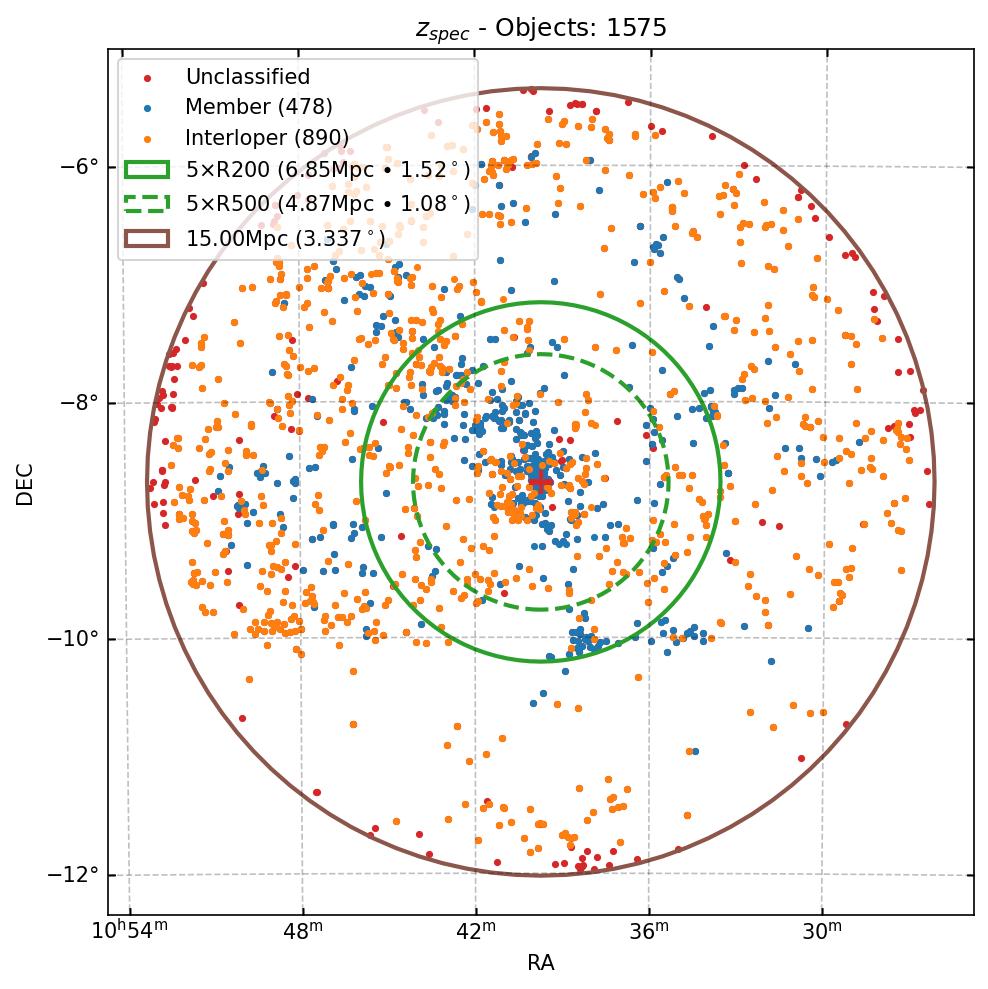 z_spec - Objects: 1575
Unclassified
Member (478)
Interloper (890)
5×R200 (6.85Mpc • 1.52°)
5×R500 (4.87Mpc • 1.08°)
15.00Mpc (3.337°)
−6°
−8°
−10°
−12°
DEC
10ʰ54ᵐ 48ᵐ 42ᵐ 36ᵐ 30ᵐ
RA